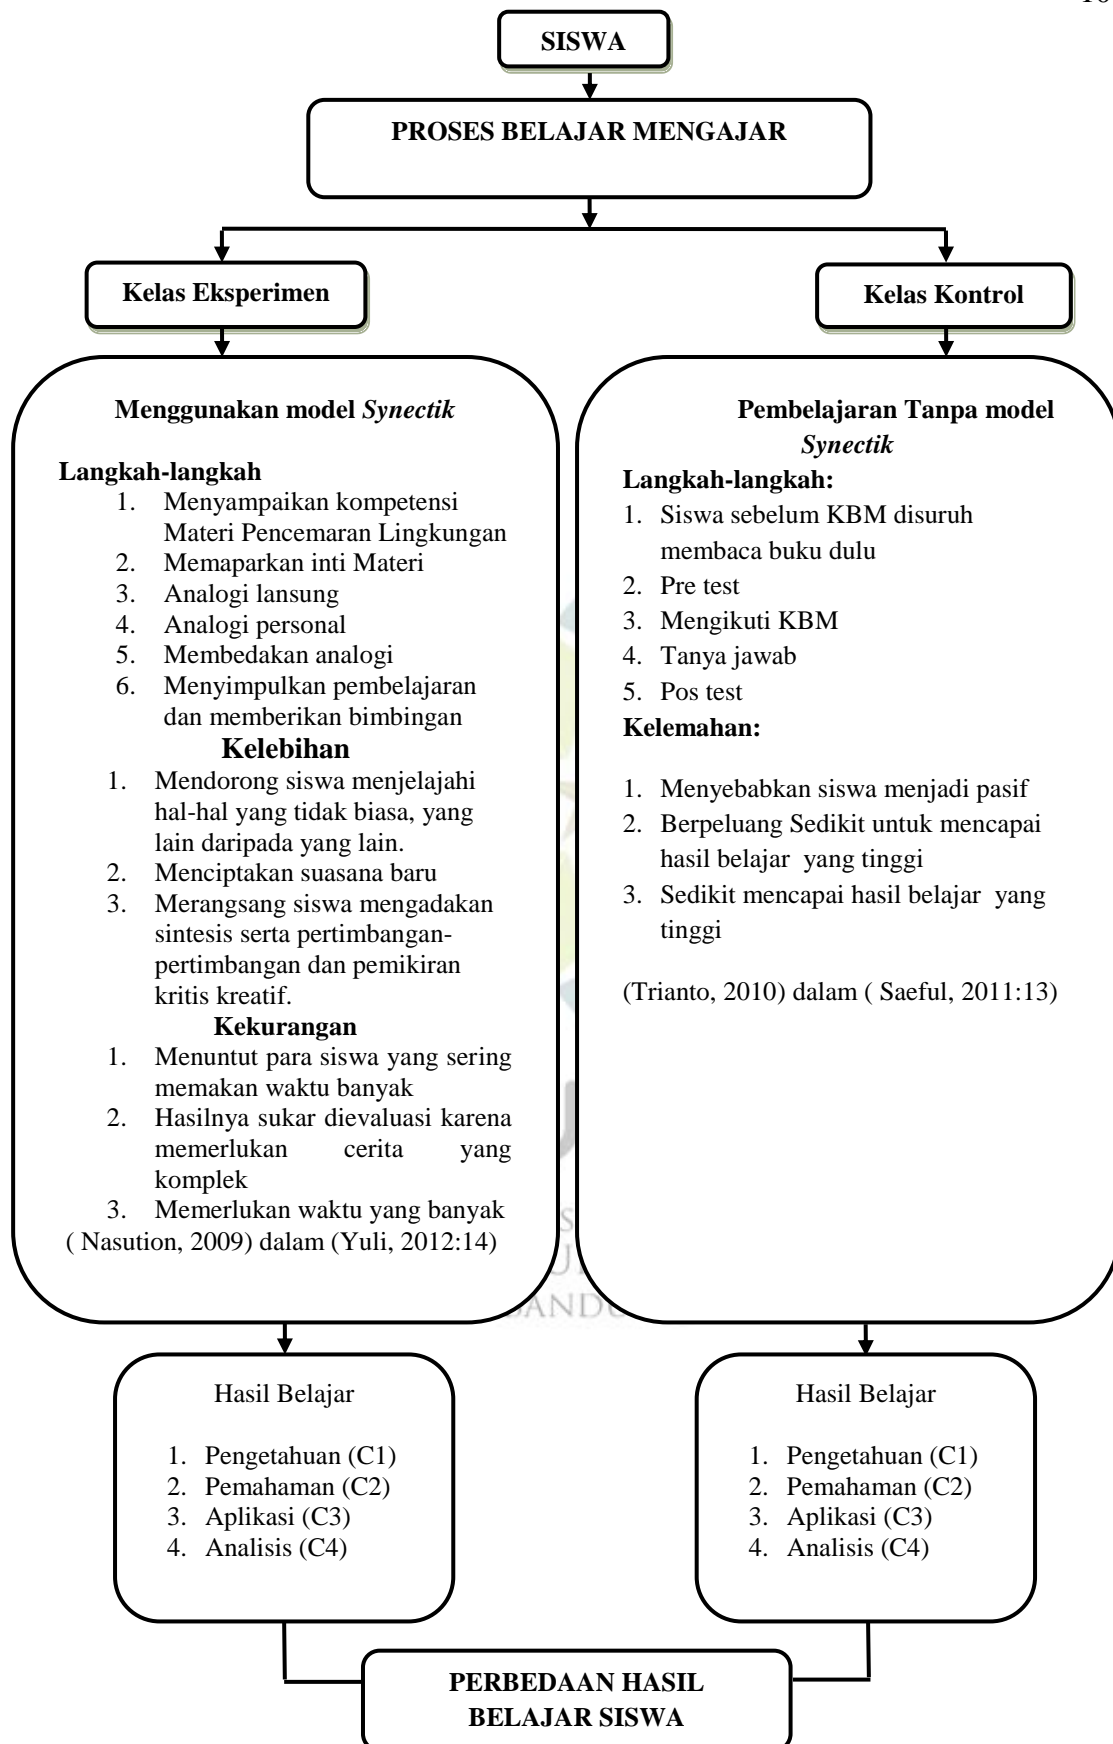 SISWA
PROSES BELAJAR MENGAJAR
Kelas Eksperimen
Kelas Kontrol
Menggunakan model Synectik
Langkah-langkah
1. Menyampaikan kompetensi
Materi Pencemaran Lingkungan
2. Memaparkan inti Materi
3. Analogi lansung
4. Analogi personal
5. Membedakan analogi
6. Menyimpulkan pembelajaran
dan memberikan bimbingan
Kelebihan
1. Mendorong siswa menjelajahi
hal-hal yang tidak biasa, yang
lain daripada yang lain.
2. Menciptakan suasana baru
3. Merangsang siswa mengadakan
sintesis serta pertimbangan-
pertimbangan dan pemikiran
kritis kreatif.
Kekurangan
1. Menuntut para siswa yang sering
memakan waktu banyak
2. Hasilnya sukar dievaluasi karena
memerlukan cerita yang
komplek
3. Memerlukan waktu yang banyak
( Nasution, 2009) dalam (Yuli, 2012:14)
Pembelajaran Tanpa model
Synectik
Langkah-langkah:
1. Siswa sebelum KBM disuruh
membaca buku dulu
2. Pre test
3. Mengikuti KBM
4. Tanya jawab
5. Pos test
Kelemahan:
1. Menyebabkan siswa menjadi pasif
2. Berpeluang Sedikit untuk mencapai
hasil belajar yang tinggi
3. Sedikit mencapai hasil belajar yang
tinggi
(Trianto, 2010) dalam ( Saeful, 2011:13)
Hasil Belajar
1. Pengetahuan (C1)
2. Pemahaman (C2)
3. Aplikasi (C3)
4. Analisis (C4)
Hasil Belajar
1. Pengetahuan (C1)
2. Pemahaman (C2)
3. Aplikasi (C3)
4. Analisis (C4)
PERBEDAAN HASIL
BELAJAR SISWA